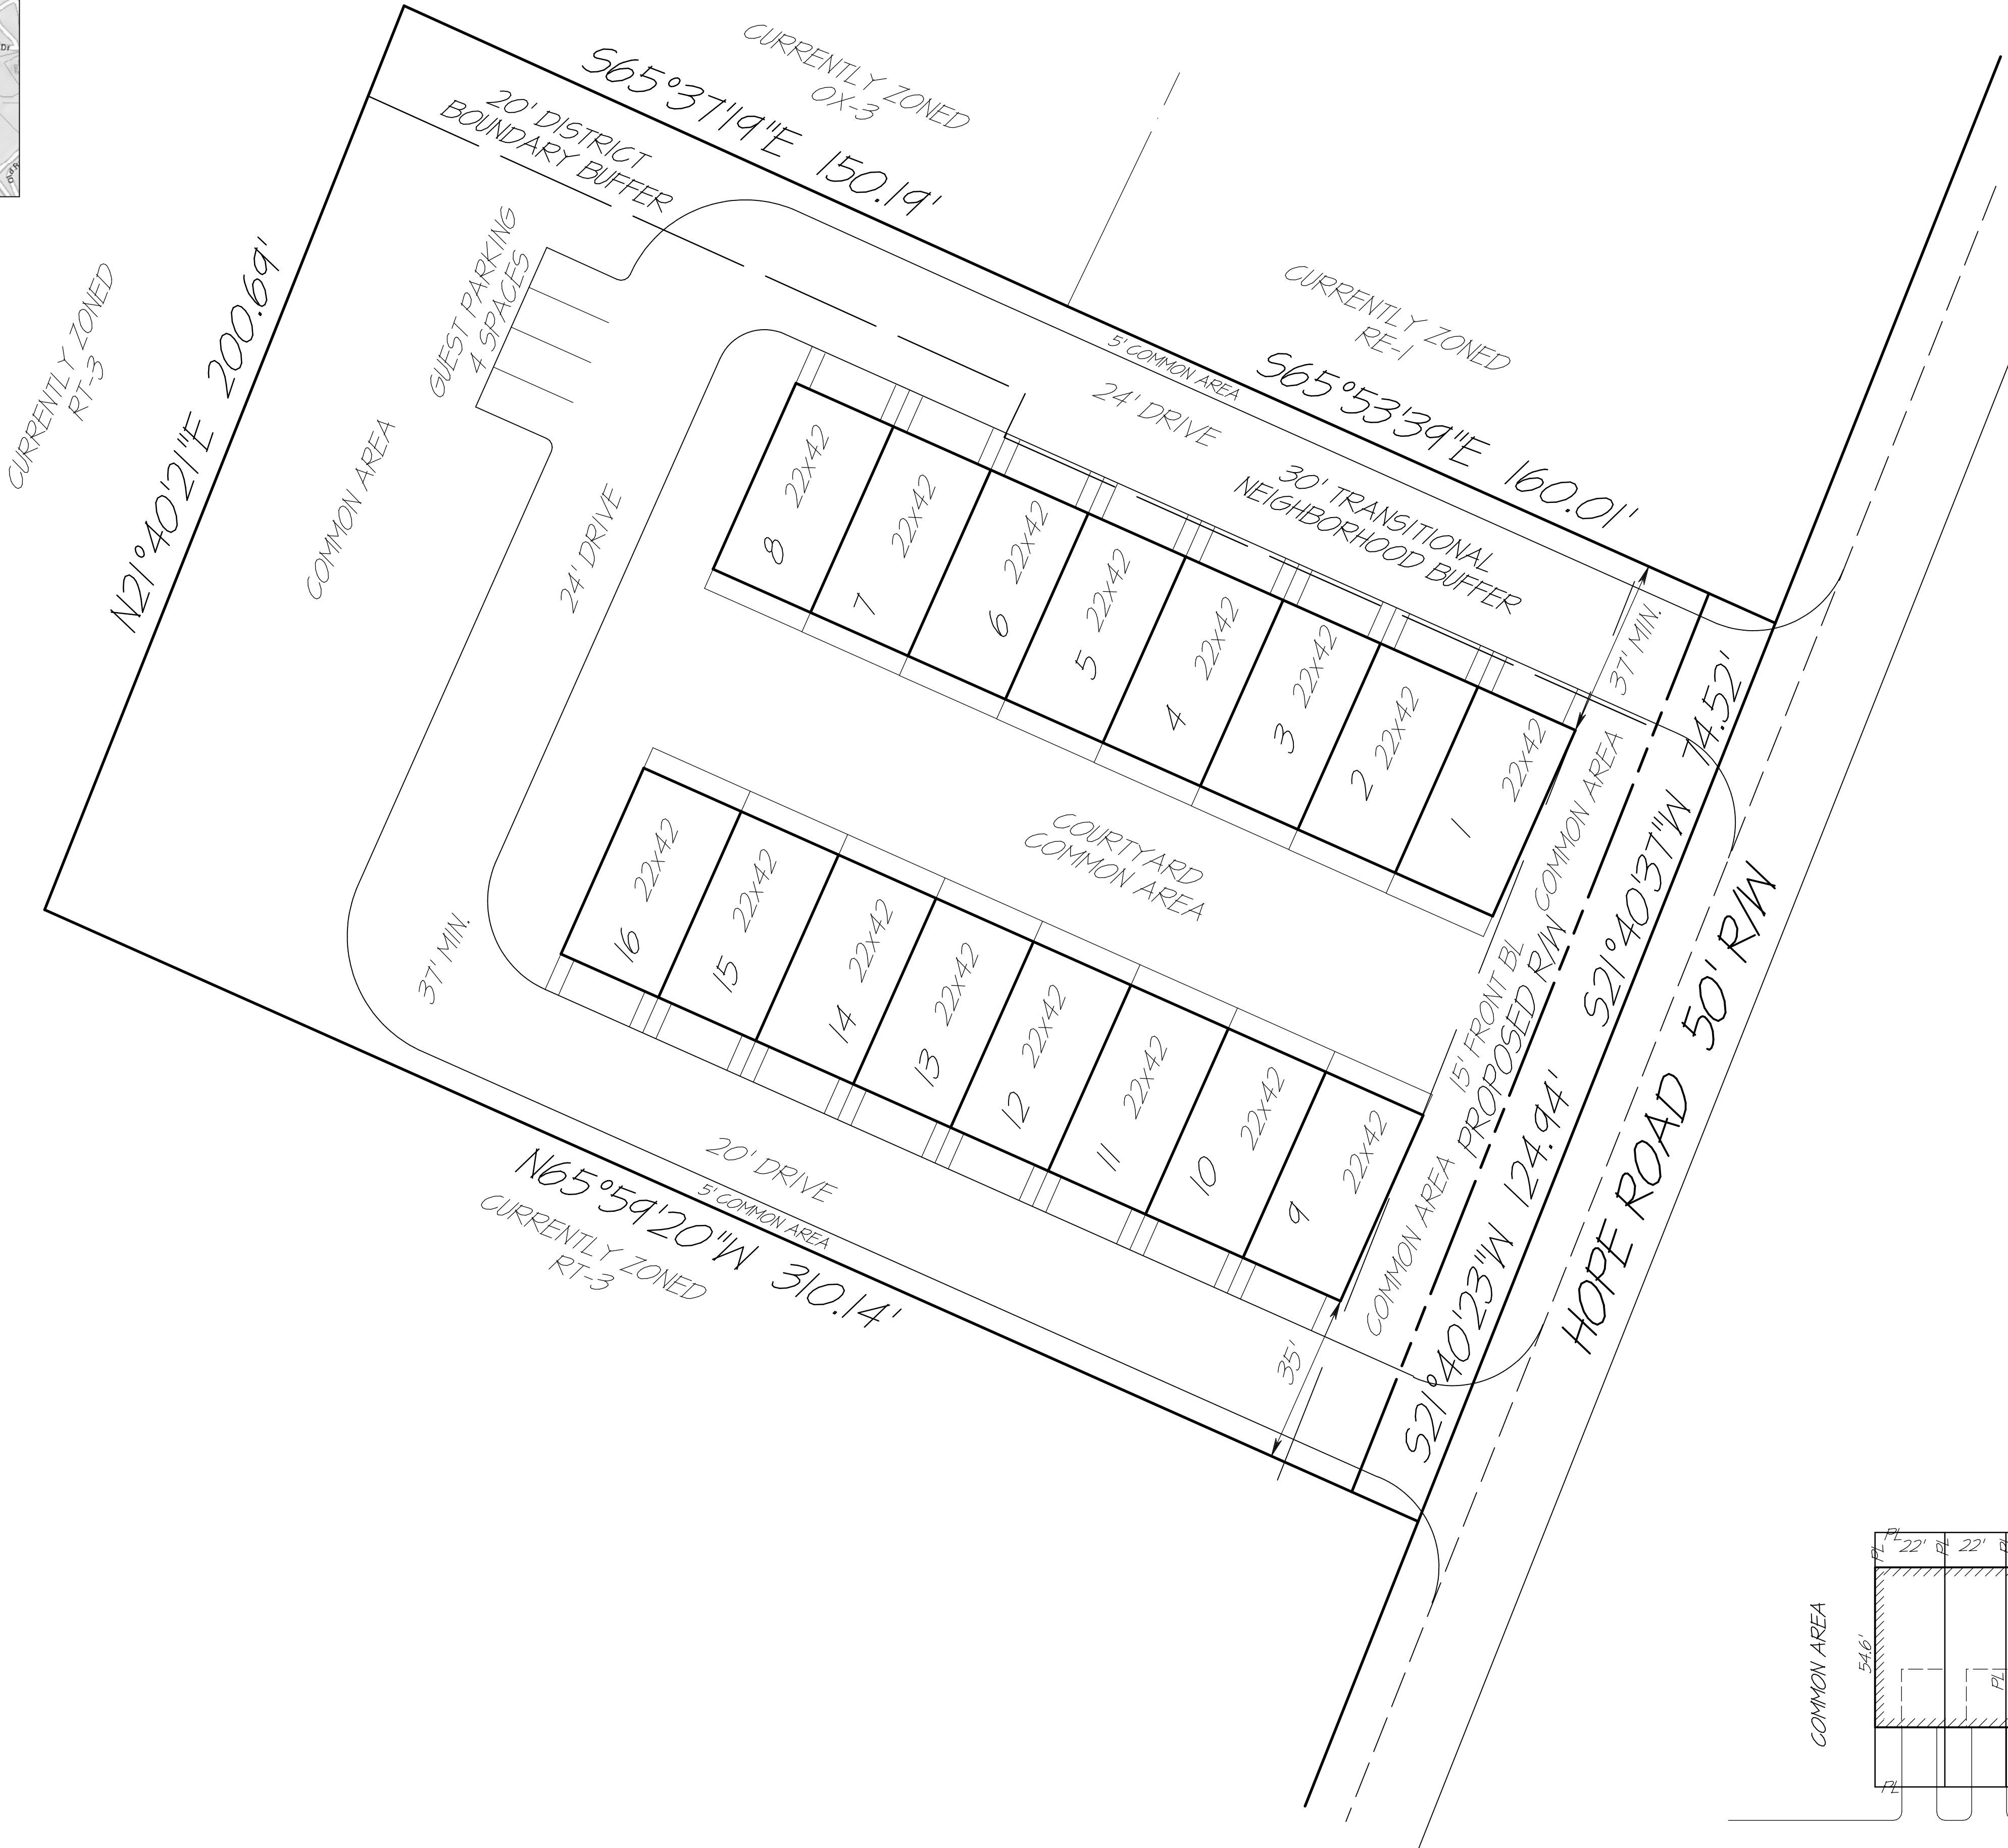 CURRENTLY ZONED
OX-3
S65°37'19"E 150.19'
20' DISTRICT
BOUNDARY BUFFER
CURRENTLY ZONED
RT-3
N21°40'21"E 200.69'
GUEST PARKING
4 SPACES
COMMON AREA
24' DRIVE
CURRENTLY ZONED
RE-1
S65°53'39"E 160.01'
5' COMMON AREA
24' DRIVE
30' TRANSITIONAL
NEIGHBORHOOD BUFFER
37' MIN.
8 22x42
7 22x42
6 22x42
5 22x42
4 22x42
3 22x42
2 22x42
1 22x42
COURTYARD
COMMON AREA
16 22x42
15 22x42
14 22x42
13 22x42
12 22x42
11 22x42
10 22x42
9 22x42
37' MIN.
20' DRIVE
5' COMMON AREA
N65°59'20"W 310.14'
CURRENTLY ZONED
RT-3
35'
COMMON AREA
15' FRONT BL
COMMON AREA
PROPOSED R/W
S21°40'37"W 74.52'
S21°40'23"W 124.94'
HOPE ROAD 50' R/W
COMMON AREA
54.6'
PL
PL
22'
PL
22'
PL
PL